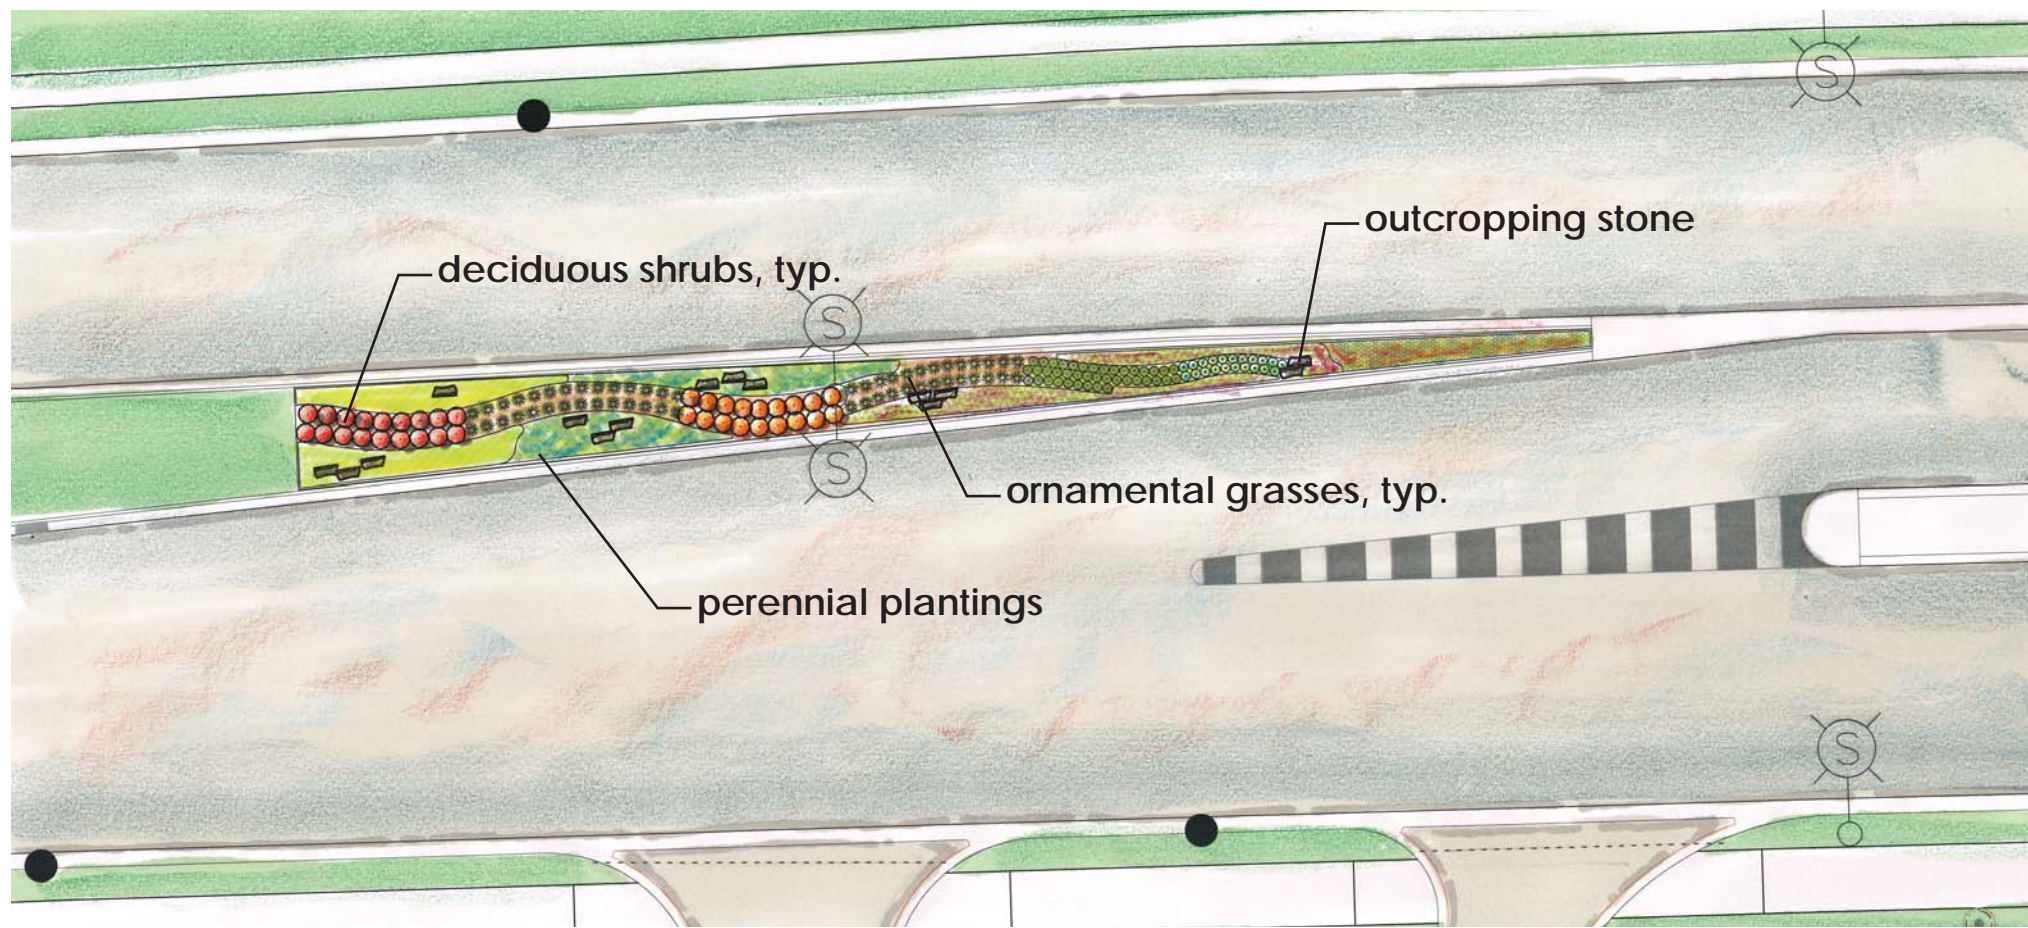 S
outcropping stone
deciduous shrubs, typ.
S
S
ornamental grasses, typ.
perennial plantings
S